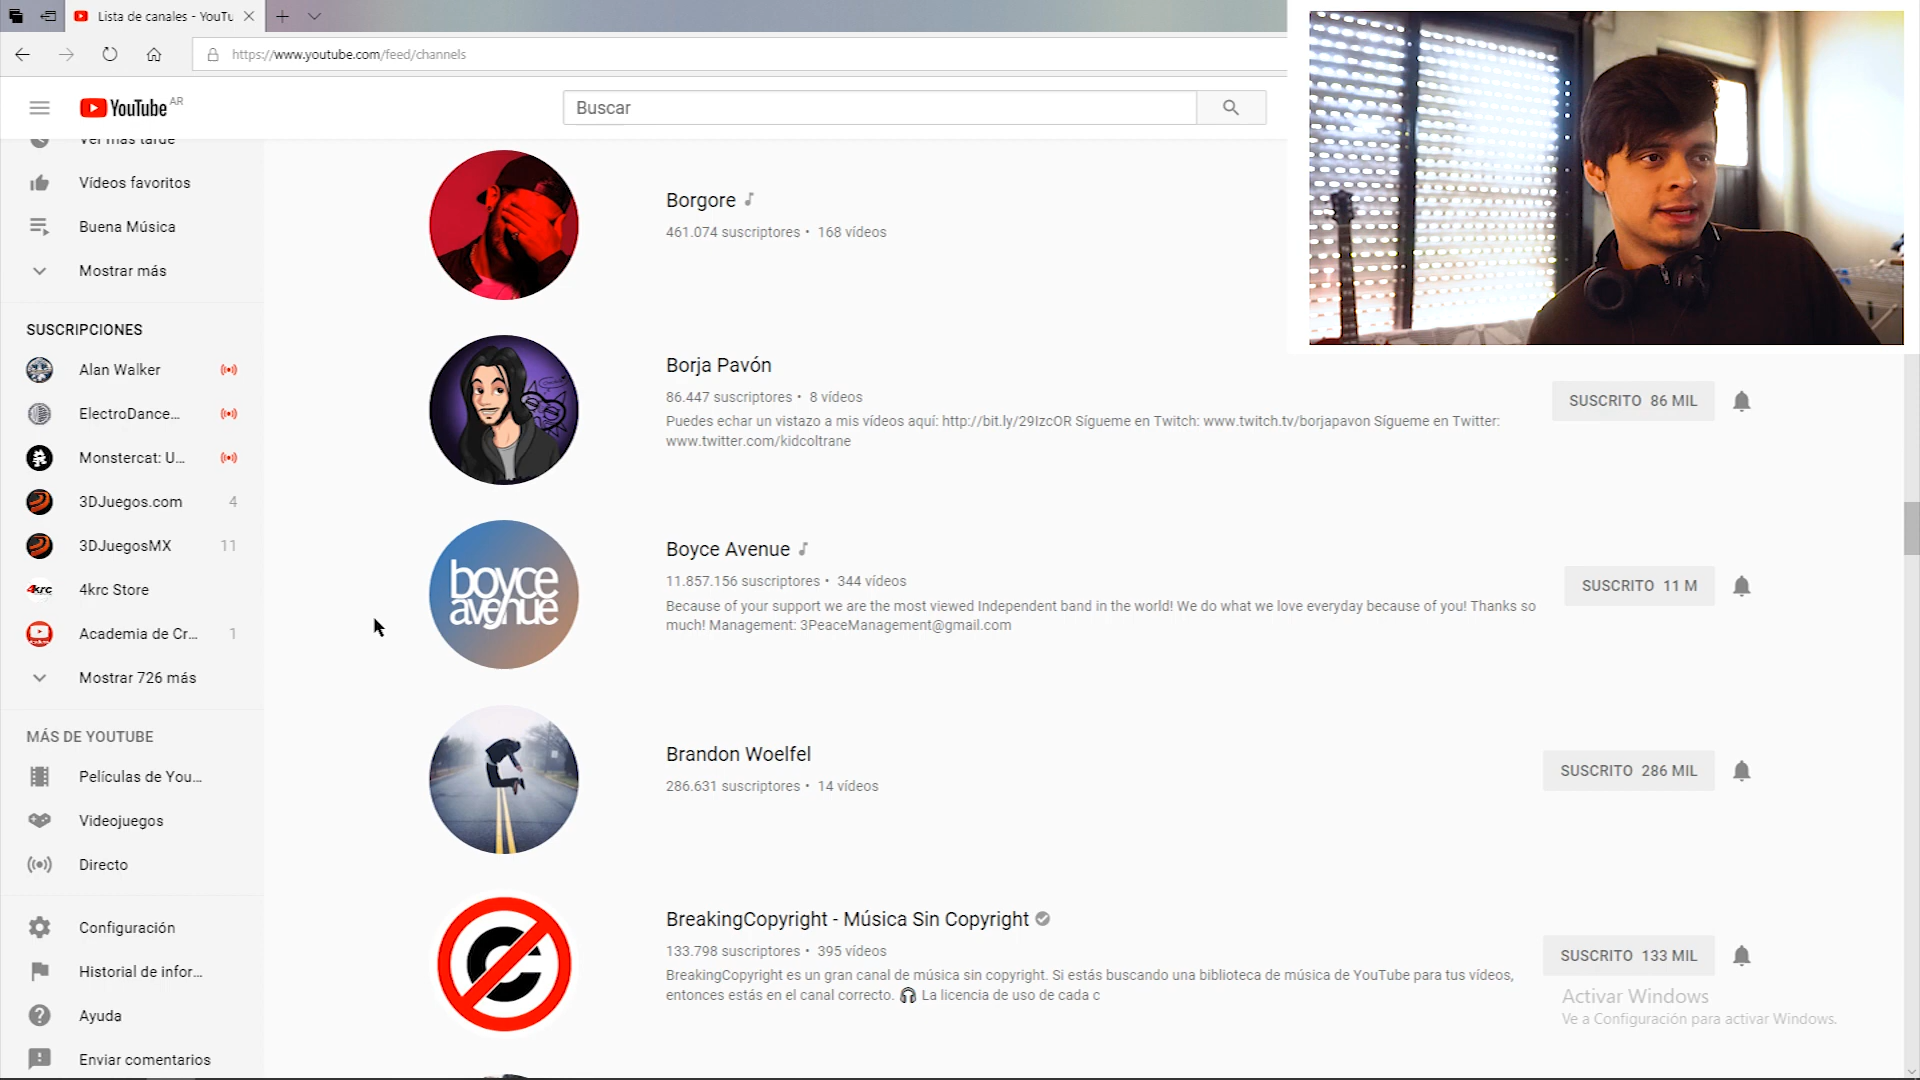 Lista de canales - YouTu
https://www.youtube.com/feed/channels
YouTube AR
Buscar
Ver más tarde
Vídeos favoritos
Buena Música
Mostrar más
SUSCRIPCIONES
Alan Walker
ElectroDance...
Monstercat: U...
3DJuegos.com 4
3DJuegosMX 11
4krc 4krc Store
Academia de Cr... 1
Mostrar 726 más
MÁS DE YOUTUBE
Películas de You...
Videojuegos
Directo
Configuración
Historial de infor...
Ayuda
Enviar comentarios
Borgore
461.074 suscriptores • 168 vídeos
Borja Pavón
86.447 suscriptores • 8 vídeos
Puedes echar un vistazo a mis vídeos aquí: http://bit.ly/29IzcOR Sígueme en Twitch: www.twitch.tv/borjapavon Sígueme en Twitter:
www.twitter.com/kidcoltrane
SUSCRITO 86 MIL
boyce
avenue
Boyce Avenue
11.857.156 suscriptores • 344 vídeos
Because of your support we are the most viewed Independent band in the world! We do what we love everyday because of you! Thanks so
much! Management: 3PeaceManagement@gmail.com
SUSCRITO 11 M
Brandon Woelfel
286.631 suscriptores • 14 vídeos
SUSCRITO 286 MIL
BreakingCopyright - Música Sin Copyright
133.798 suscriptores • 395 vídeos
BreakingCopyright es un gran canal de música sin copyright. Si estás buscando una biblioteca de música de YouTube para tus vídeos,
entonces estás en el canal correcto. 🎧 La licencia de uso de cada c
SUSCRITO 133 MIL
Activar Windows
Ve a Configuración para activar Windows.